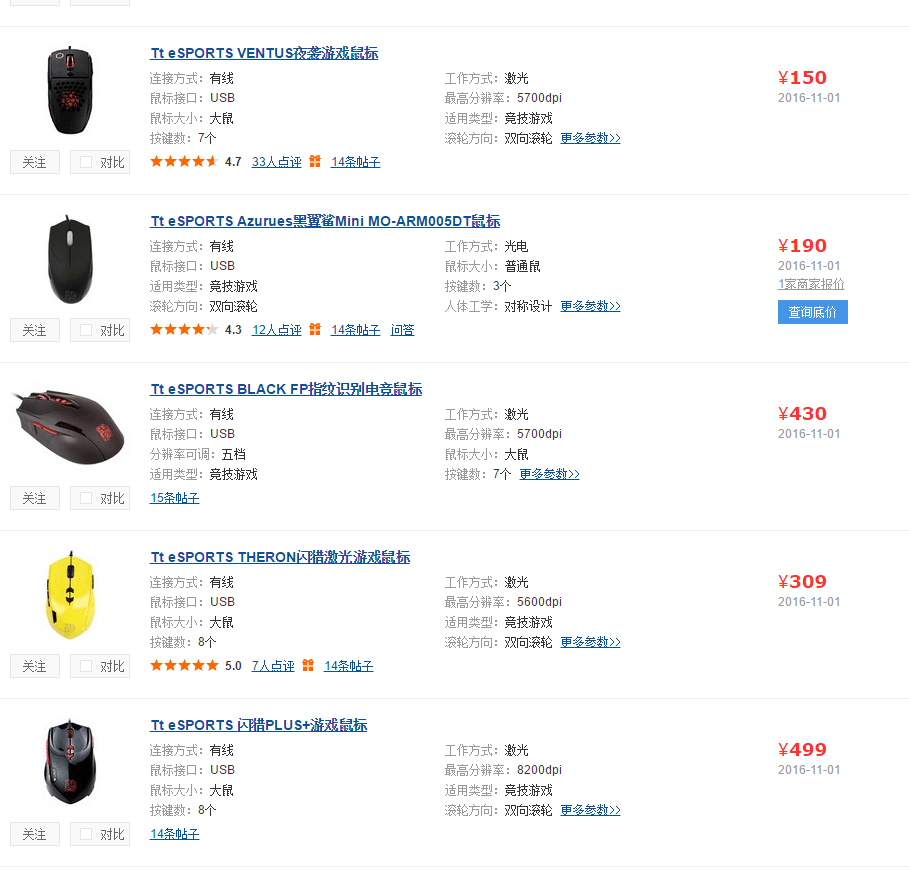 Tt eSPORTS VENTUS夜袭游戏鼠标
连接方式：有线 工作方式：激光 ¥150
鼠标接口：USB 最高分辨率：5700dpi 2016-11-01
鼠标大小：大鼠 适用类型：竞技游戏
按键数：7个 滚轮方向：双向滚轮 更多参数>>
关注 对比 4.7 33人点评 14条帖子
Tt eSPORTS Azurues黑翼鲨Mini MO-ARM005DT鼠标
连接方式：有线 工作方式：光电 ¥190
鼠标接口：USB 鼠标大小：普通鼠 2016-11-01
适用类型：竞技游戏 按键数：3个 1家商家报价
滚轮方向：双向滚轮 人体工学：对称设计 更多参数>> 查询底价
关注 对比 4.3 12人点评 14条帖子 问答
Tt eSPORTS BLACK FP指纹识别电竞鼠标
连接方式：有线 工作方式：激光 ¥430
鼠标接口：USB 最高分辨率：5700dpi 2016-11-01
分辨率可调：五档 鼠标大小：大鼠
适用类型：竞技游戏 按键数：7个 更多参数>>
关注 对比 15条帖子
Tt eSPORTS THERON闪猎激光游戏鼠标
连接方式：有线 工作方式：激光 ¥309
鼠标接口：USB 最高分辨率：5600dpi 2016-11-01
鼠标大小：大鼠 适用类型：竞技游戏
按键数：8个 滚轮方向：双向滚轮 更多参数>>
关注 对比 5.0 7人点评 14条帖子
Tt eSPORTS 闪猎PLUS+游戏鼠标
连接方式：有线 工作方式：激光 ¥499
鼠标接口：USB 最高分辨率：8200dpi 2016-11-01
鼠标大小：大鼠 适用类型：竞技游戏
按键数：8个 滚轮方向：双向滚轮 更多参数>>
关注 对比 14条帖子